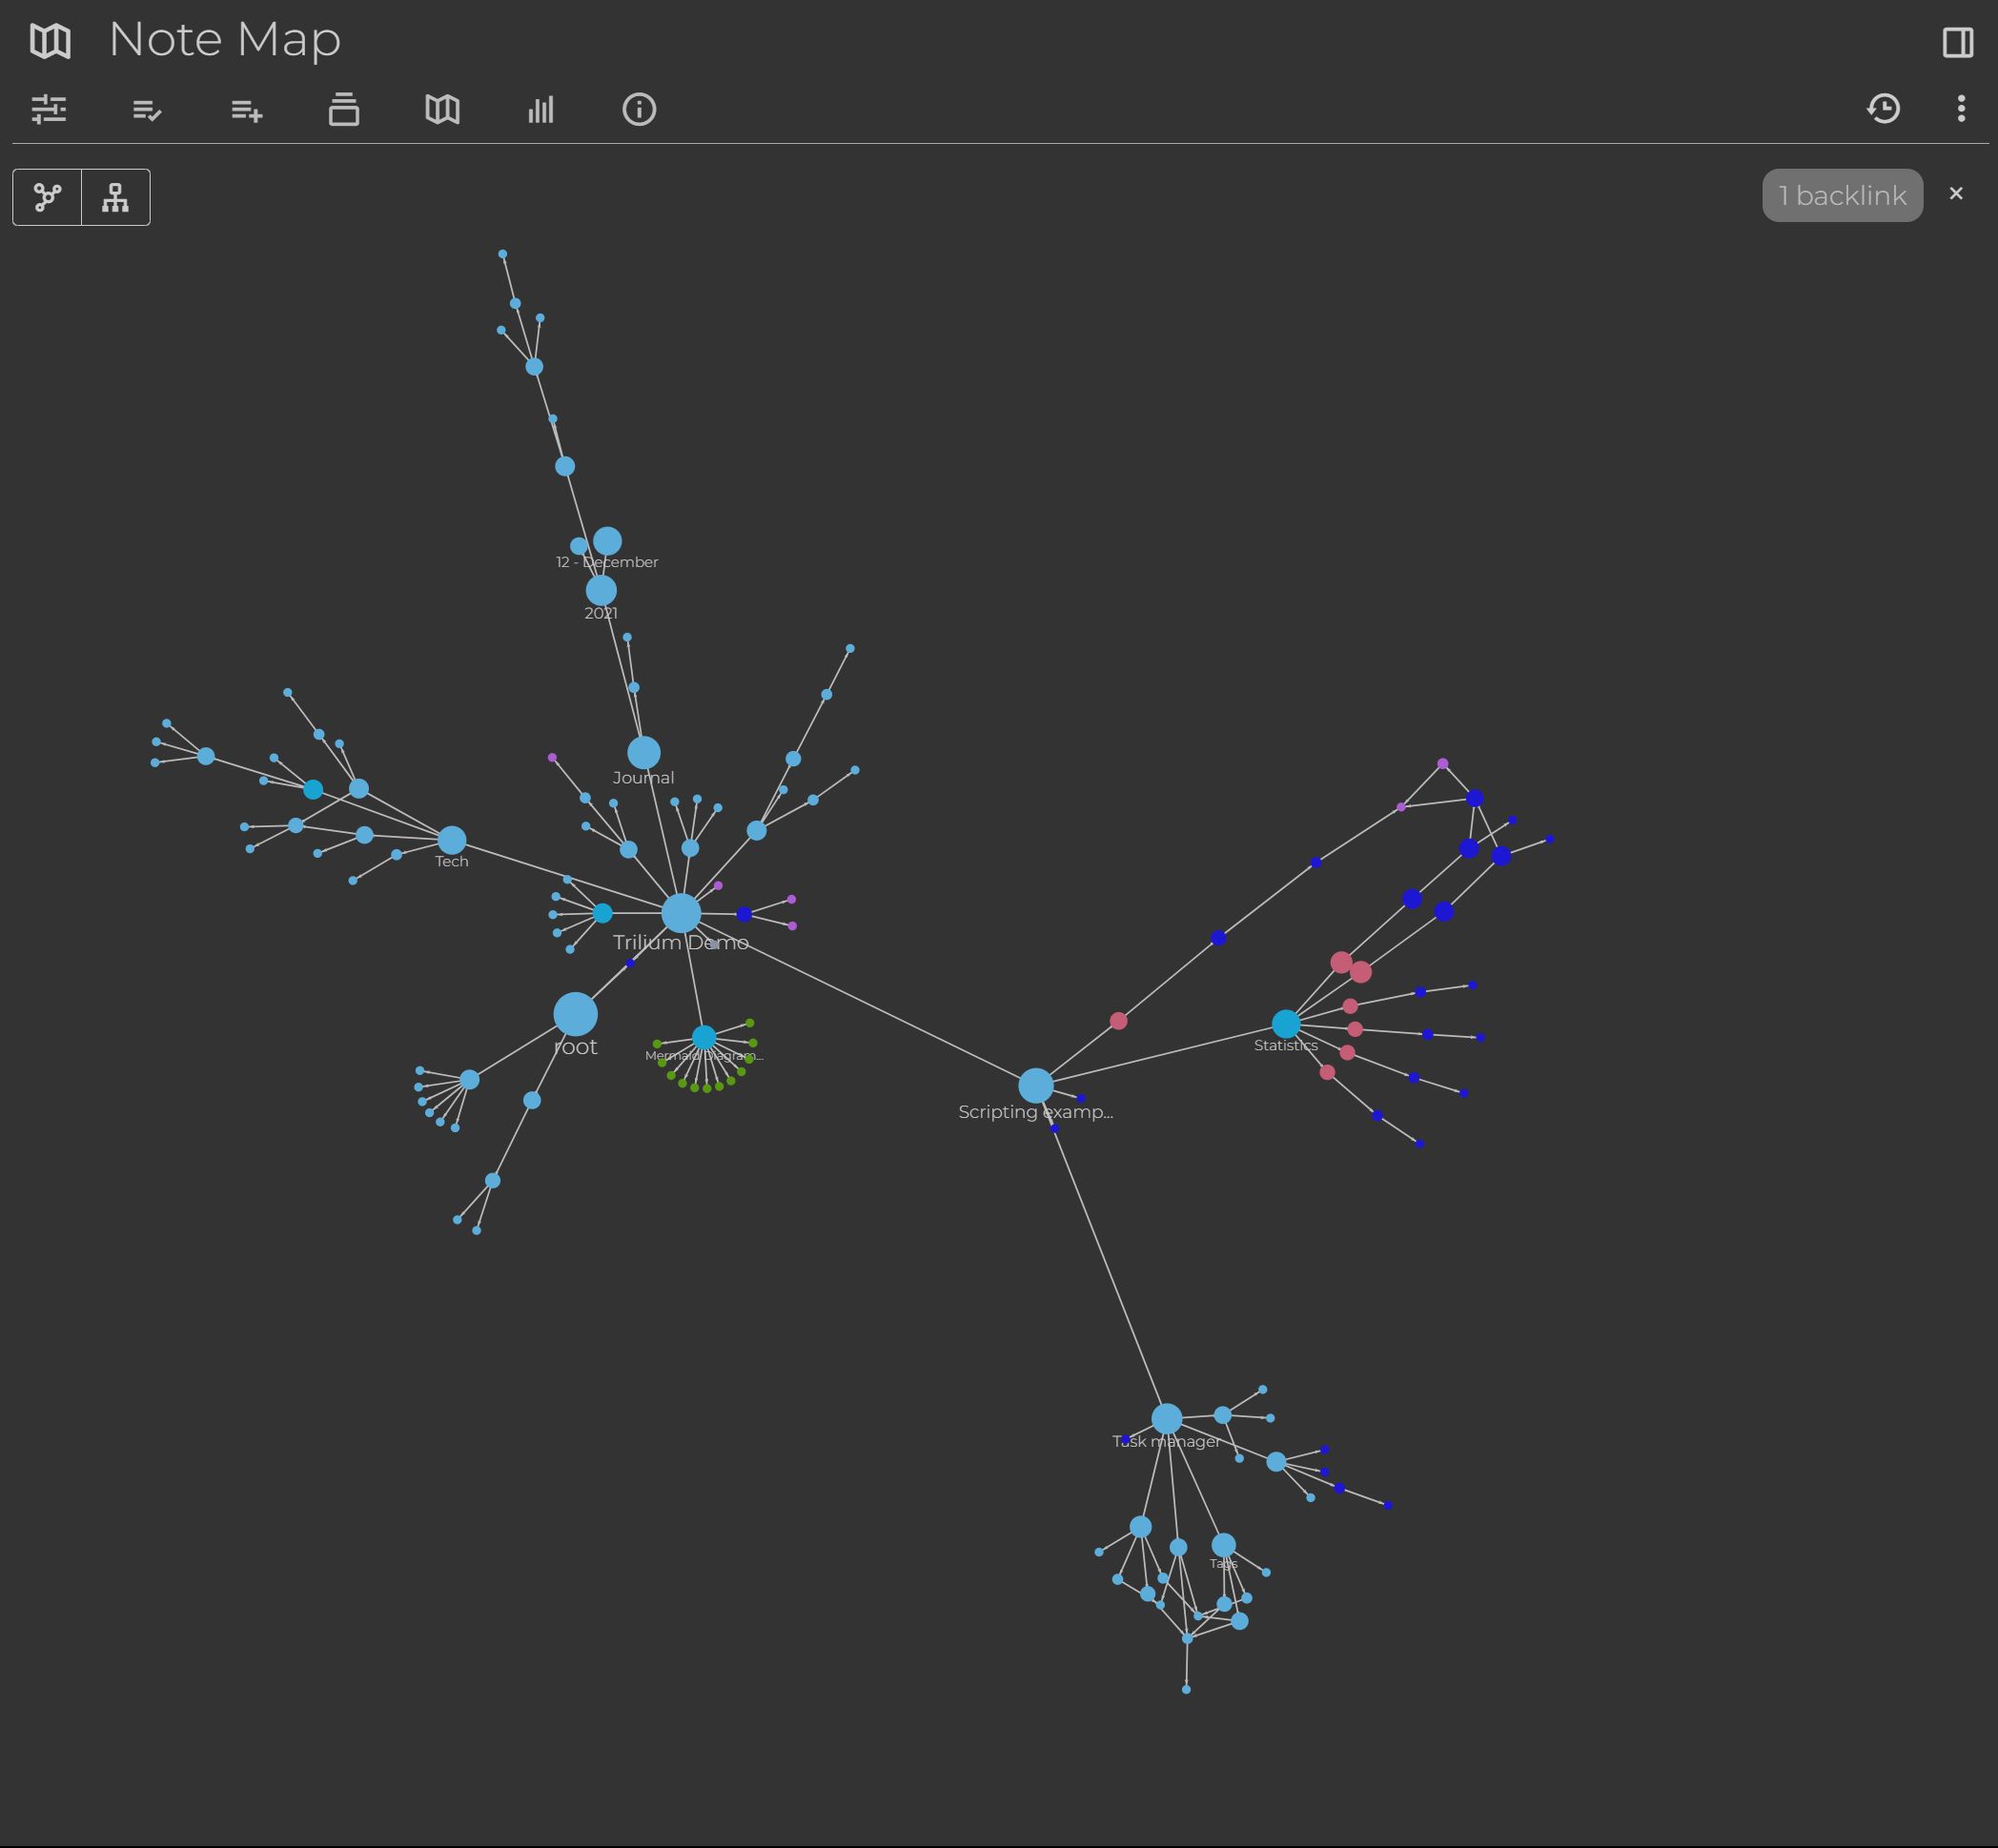 Note Map
1 backlink
12 - December
2021
Journal
Tech
Trilium Demo
root
Mermaid Diagram...
Statistics
Scripting examp...
Task manager
Tags